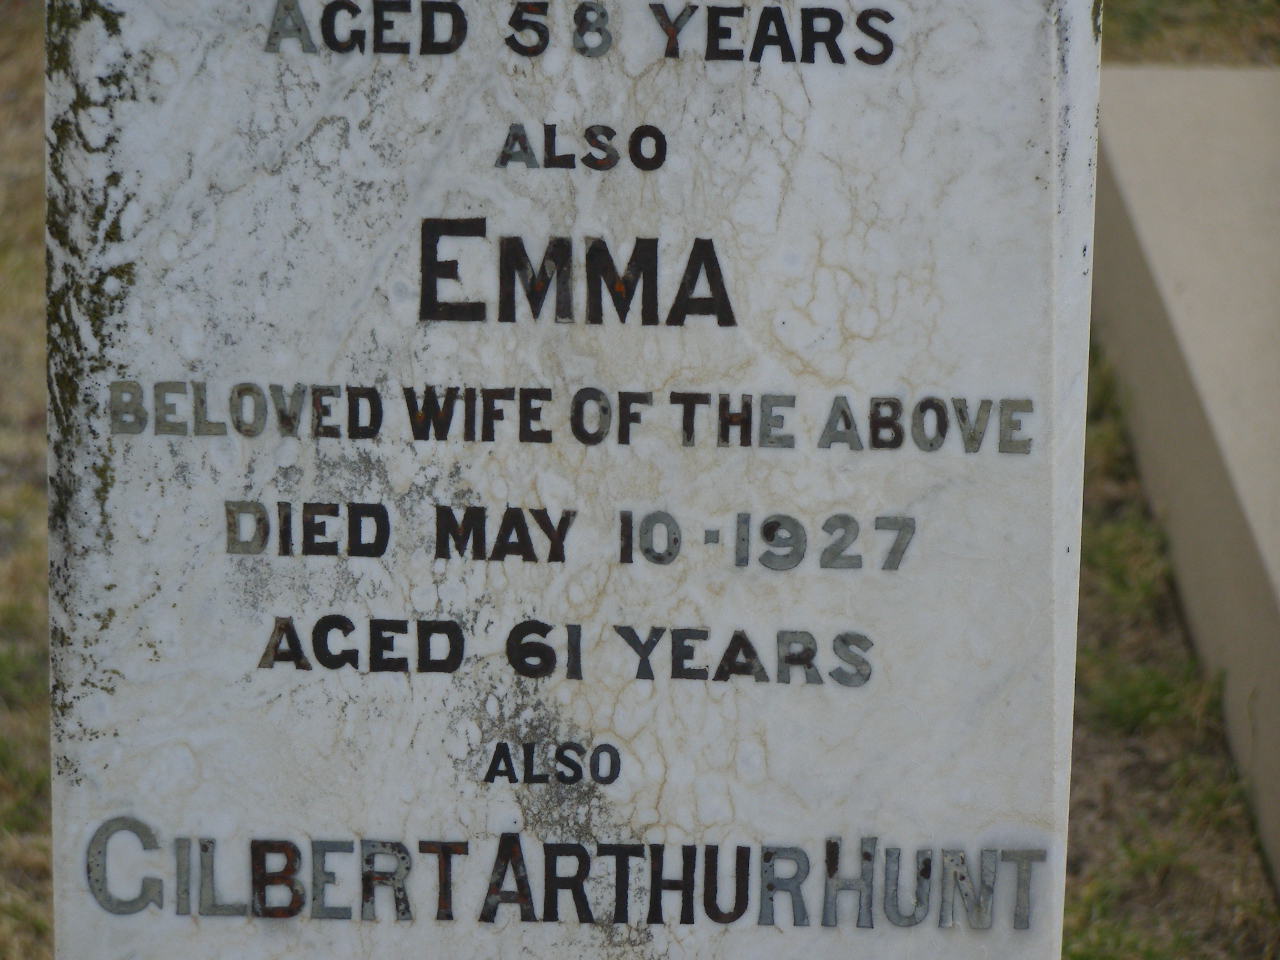 AGED 58 YEARS
ALSO
EMMA
BELOVED WIFE OF THE ABOVE
DIED MAY 10-1927
AGED 61 YEARS
ALSO
GILBERT ARTHUR HUNT